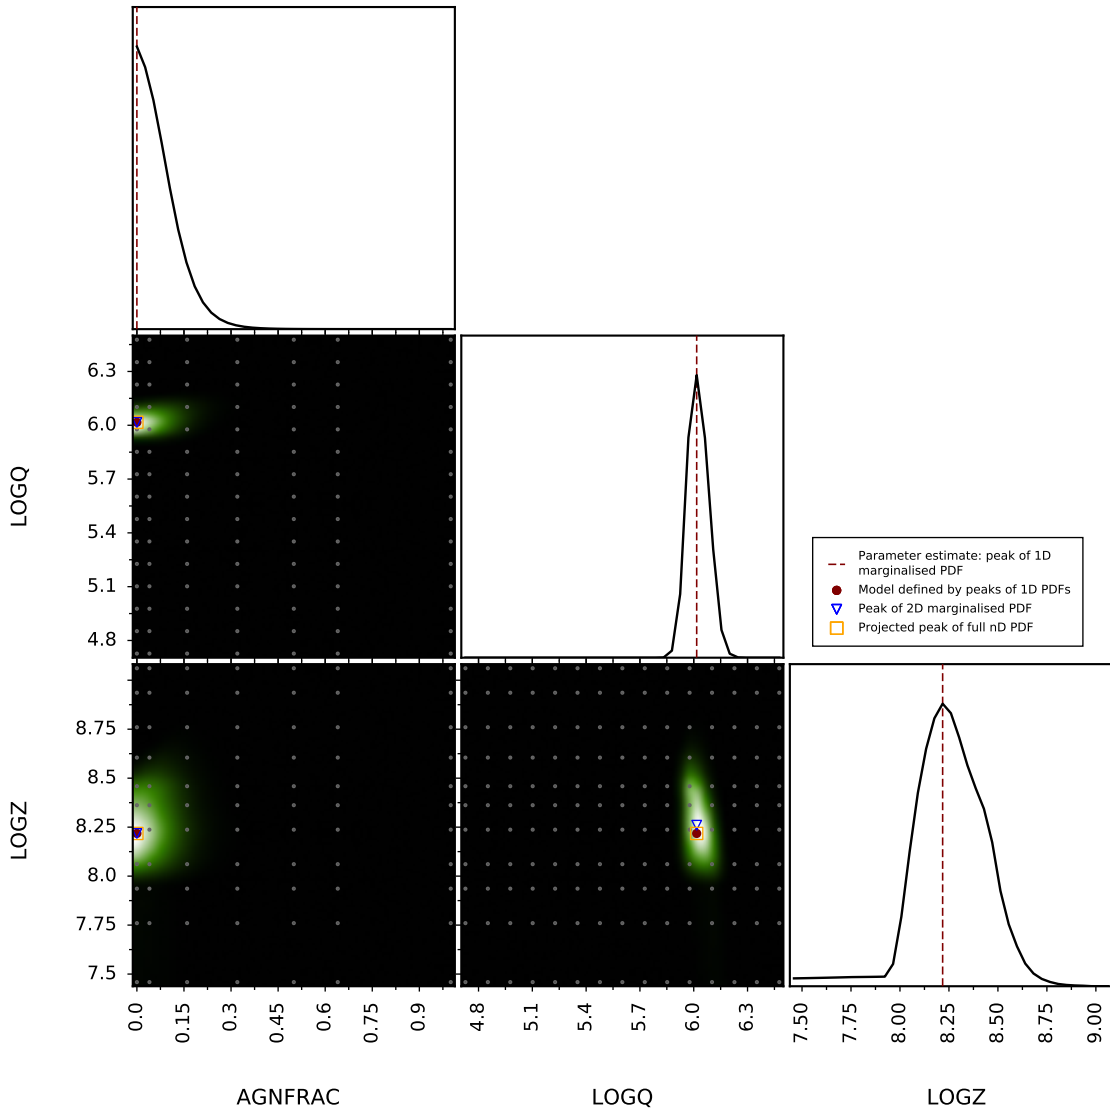 6.3
6.0
5.7
5.4
5.1
4.8
LOGQ
Parameter estimate: peak of 1D
marginalised PDF
Model defined by peaks of 1D PDFs
Peak of 2D marginalised PDF
Projected peak of full nD PDF
8.75
8.5
8.25
8.0
7.75
7.5
LOGZ
0.0 0.15 0.3 0.45 0.6 0.75 0.9
4.8 5.1 5.4 5.7 6.0 6.3
7.50 7.75 8.00 8.25 8.50 8.75 9.00
AGNFRAC LOGQ LOGZ